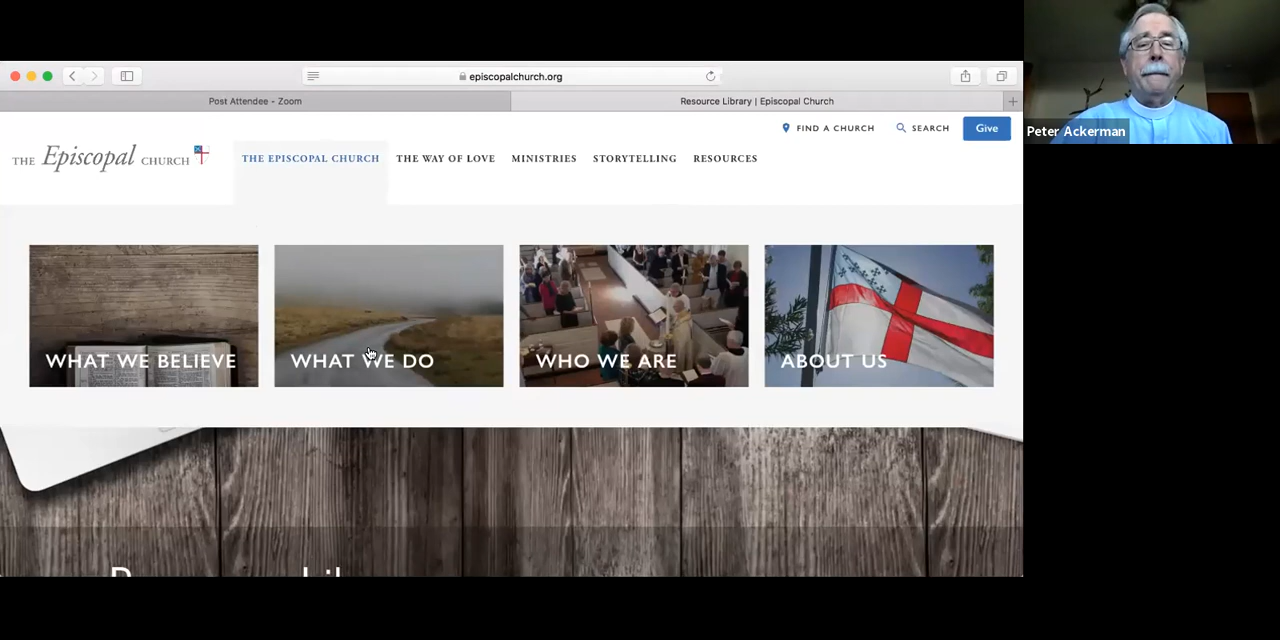 episcopalchurch.org
Post Attendee - Zoom
Resource Library | Episcopal Church
FIND A CHURCH
SEARCH
Give
THE Episcopal CHURCH
THE EPISCOPAL CHURCH
THE WAY OF LOVE
MINISTRIES
STORYTELLING
RESOURCES
WHAT WE BELIEVE
WHAT WE DO
WHO WE ARE
ABOUT US
Peter Ackerman